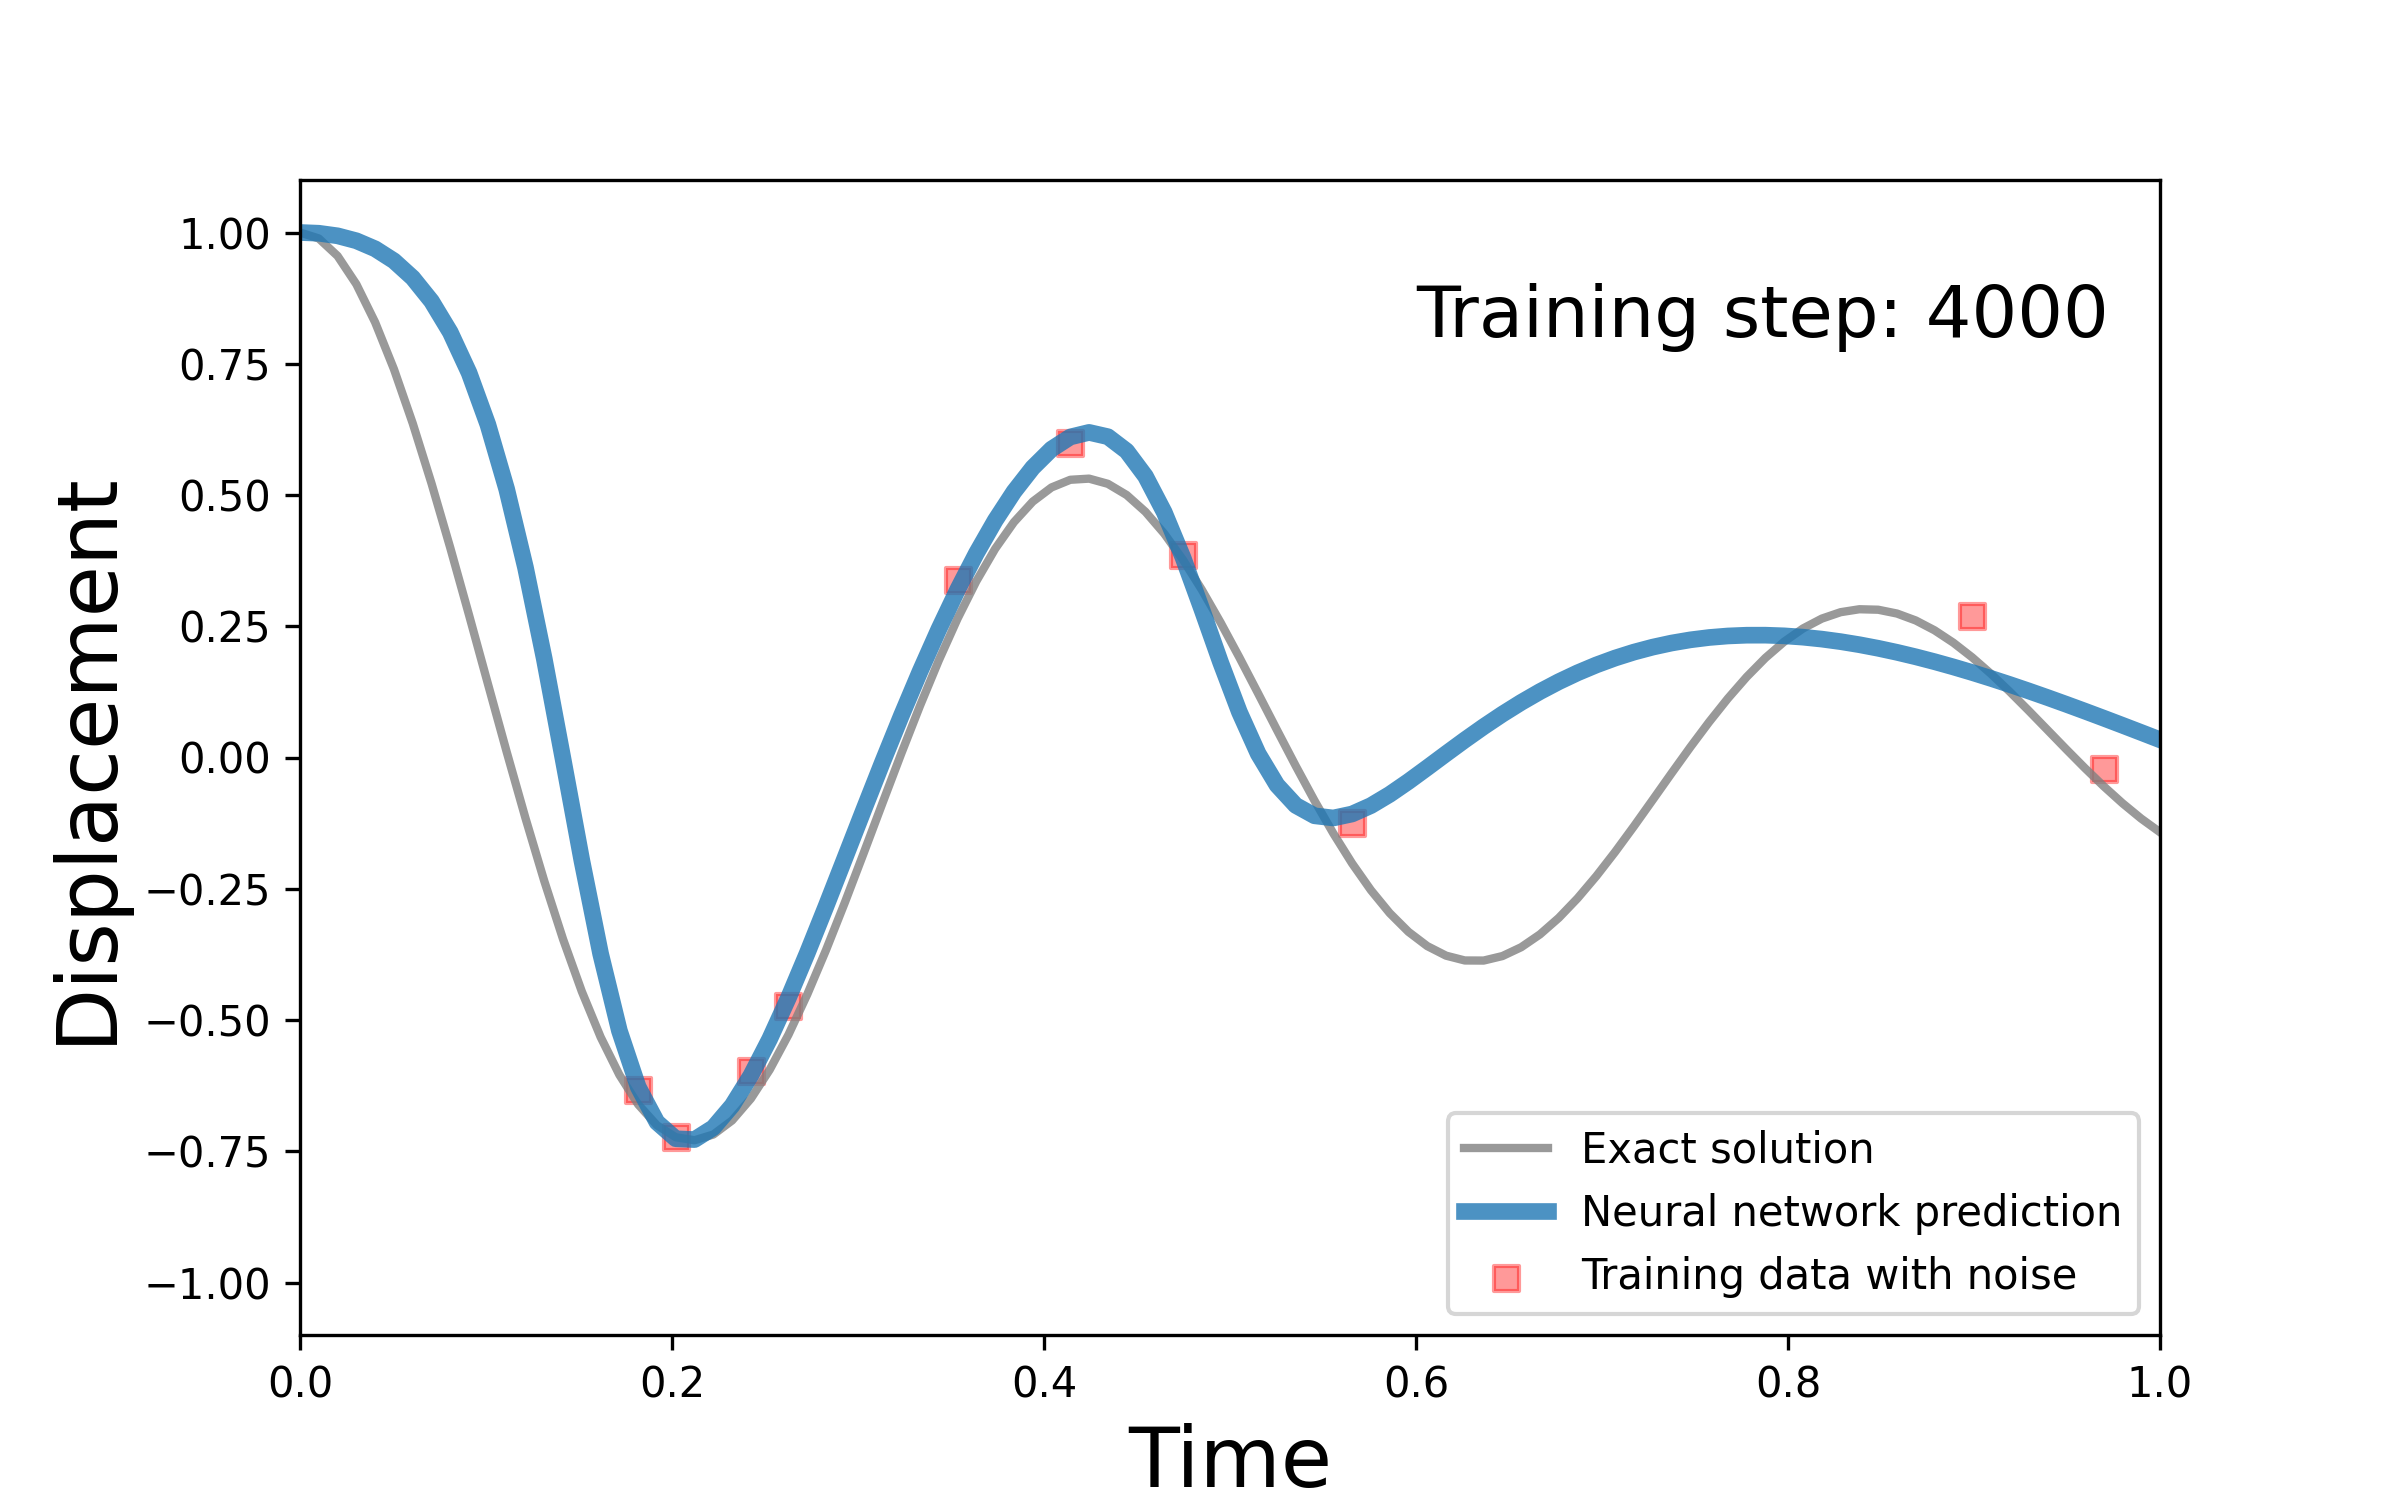 Training step: 4000
Displacement
1.00
0.75
0.50
0.25
0.00
−0.25
−0.50
−0.75
−1.00
Exact solution
Neural network prediction
Training data with noise
0.0 0.2 0.4 0.6 0.8 1.0
Time